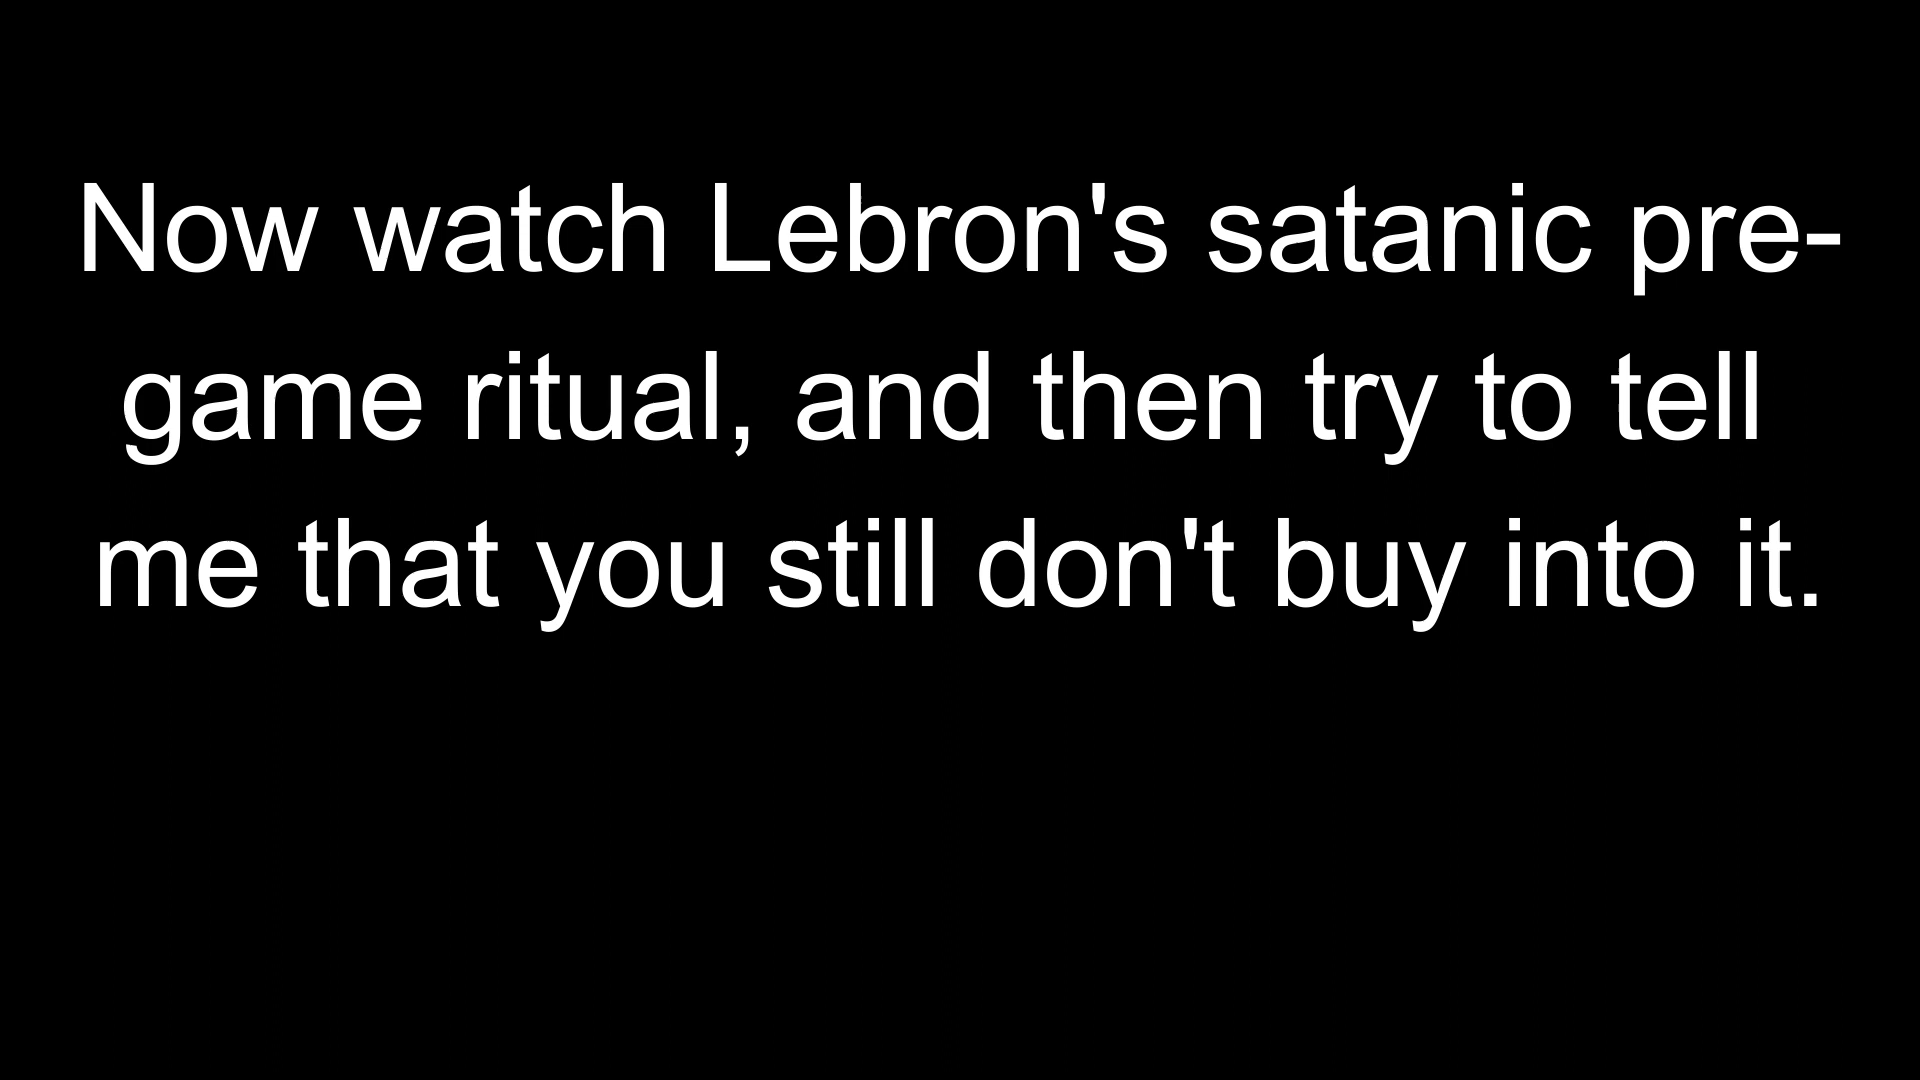 Now watch Lebron's satanic pre-
game ritual, and then try to tell
me that you still don't buy into it.